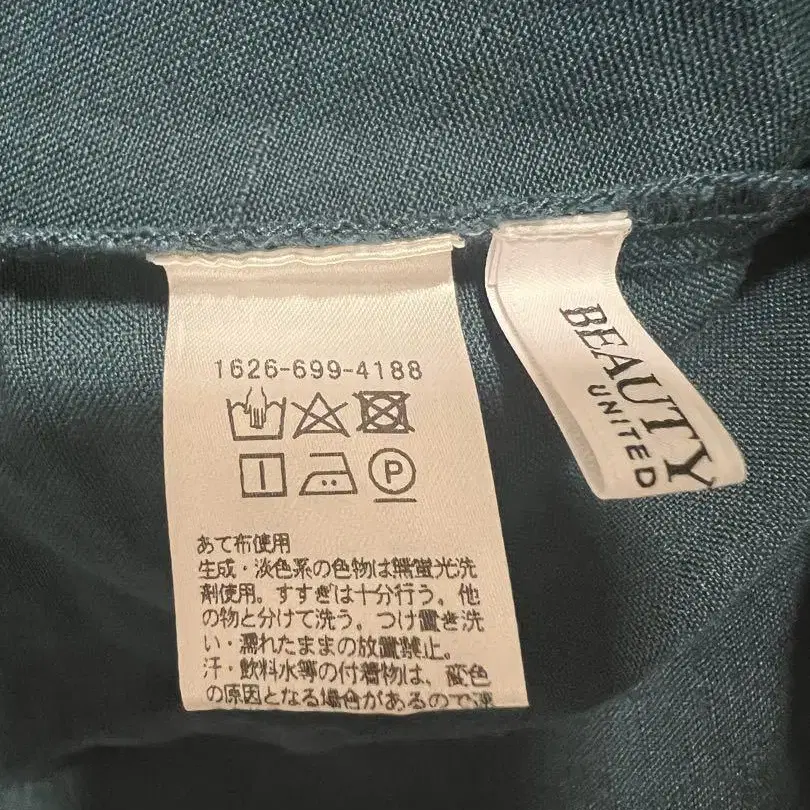 1626-699-4188
P
あて布使用
生成・淡色系の色物は無蛍光洗
剤使用。すすぎは十分行う。他
の物と分けて洗う。つけ置き洗
い・濡れたままの放置禁止。
汗・飲料水等の付着物は、変色
の原因となる場合があるので
BEAUTY
UNITED